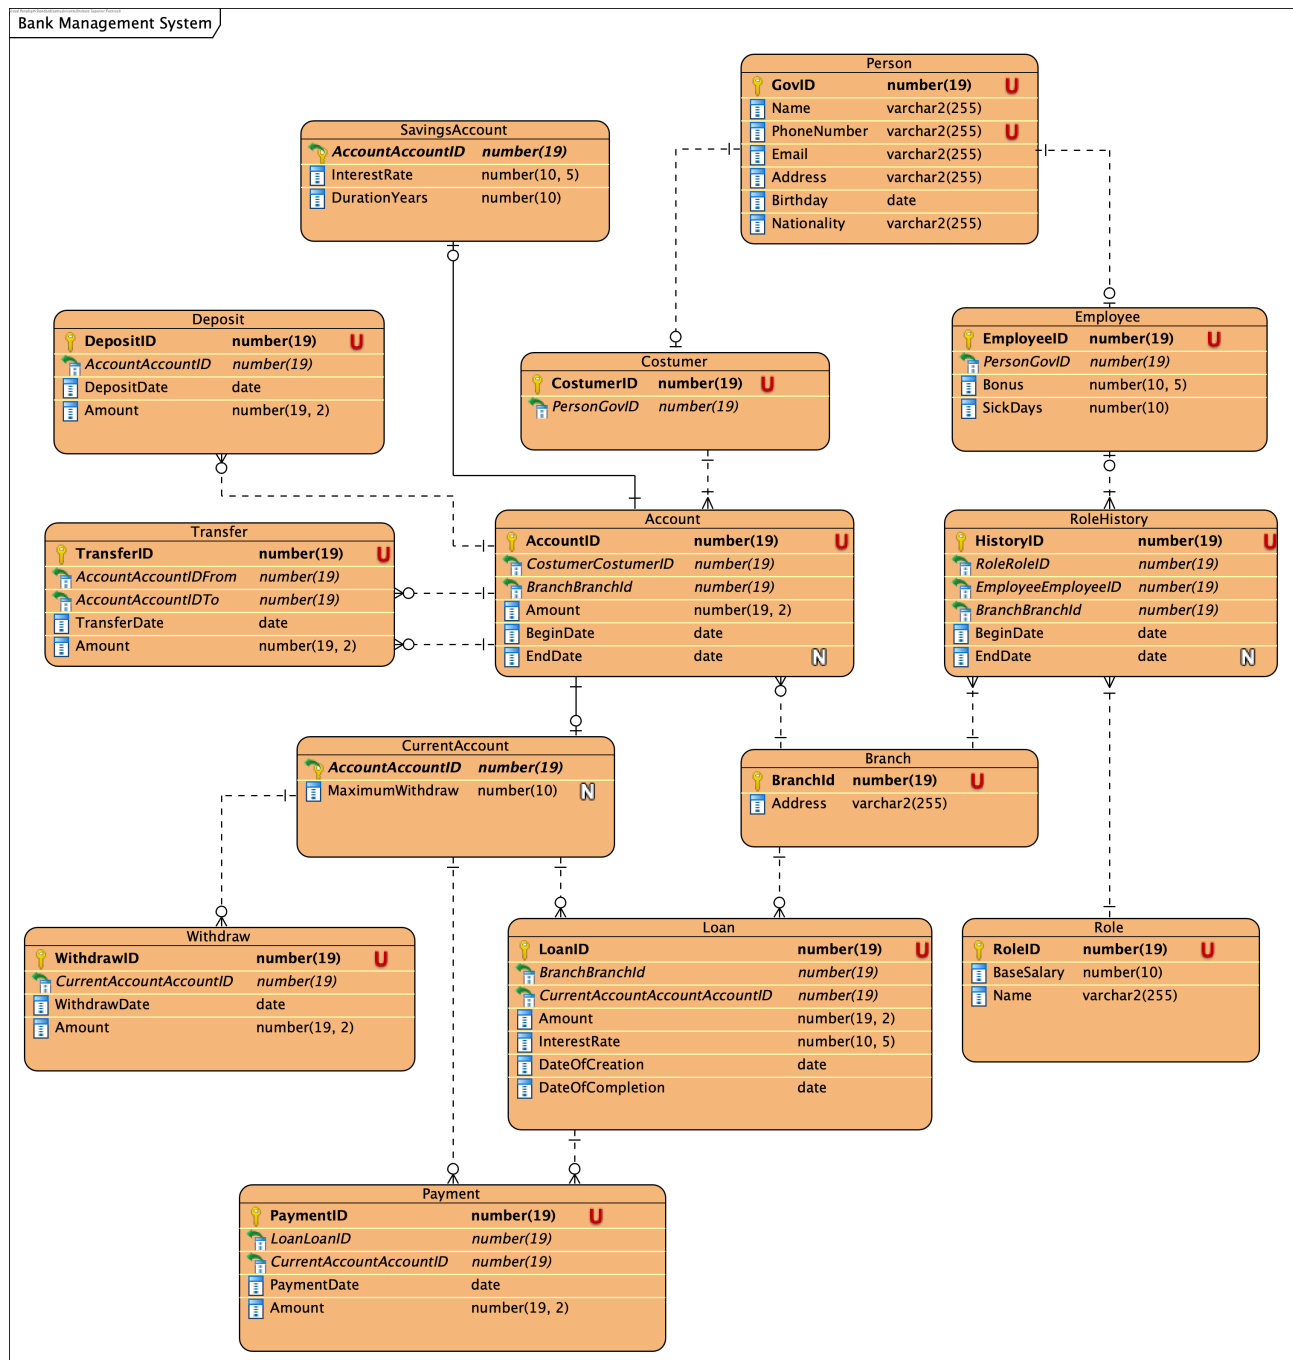 Bank Management System
Person
GovID number(19) U
Name varchar2(255)
PhoneNumber varchar2(255) U
Email varchar2(255)
Address varchar2(255)
Birthday date
Nationality varchar2(255)
SavingsAccount
AccountAccountID number(19)
InterestRate number(10, 5)
DurationYears number(10)
Deposit
DepositID number(19) U
AccountAccountID number(19)
DepositDate date
Amount number(19, 2)
Costumer
CostumerID number(19) U
PersonGovID number(19)
Employee
EmployeeID number(19) U
PersonGovID number(19)
Bonus number(10, 5)
SickDays number(10)
Transfer
TransferID number(19) U
AccountAccountIDFrom number(19)
AccountAccountIDTo number(19)
TransferDate date
Amount number(19, 2)
Account
AccountID number(19) U
CostumerCostumerID number(19)
BranchBranchId number(19)
Amount number(19, 2)
BeginDate date
EndDate date N
RoleHistory
HistoryID number(19) U
RoleRoleID number(19)
EmployeeEmployeeID number(19)
BranchBranchId number(19)
BeginDate date
EndDate date N
CurrentAccount
AccountAccountID number(19)
MaximumWithdraw number(10) N
Branch
BranchId number(19) U
Address varchar2(255)
Withdraw
WithdrawID number(19) U
CurrentAccountAccountID number(19)
WithdrawDate date
Amount number(19, 2)
Loan
LoanID number(19) U
BranchBranchId number(19)
CurrentAccountAccountAccountID number(19)
Amount number(19, 2)
InterestRate number(10, 5)
DateOfCreation date
DateOfCompletion date
Role
RoleID number(19) U
BaseSalary number(10)
Name varchar2(255)
Payment
PaymentID number(19) U
LoanLoanID number(19)
CurrentAccountAccountID number(19)
PaymentDate date
Amount number(19, 2)